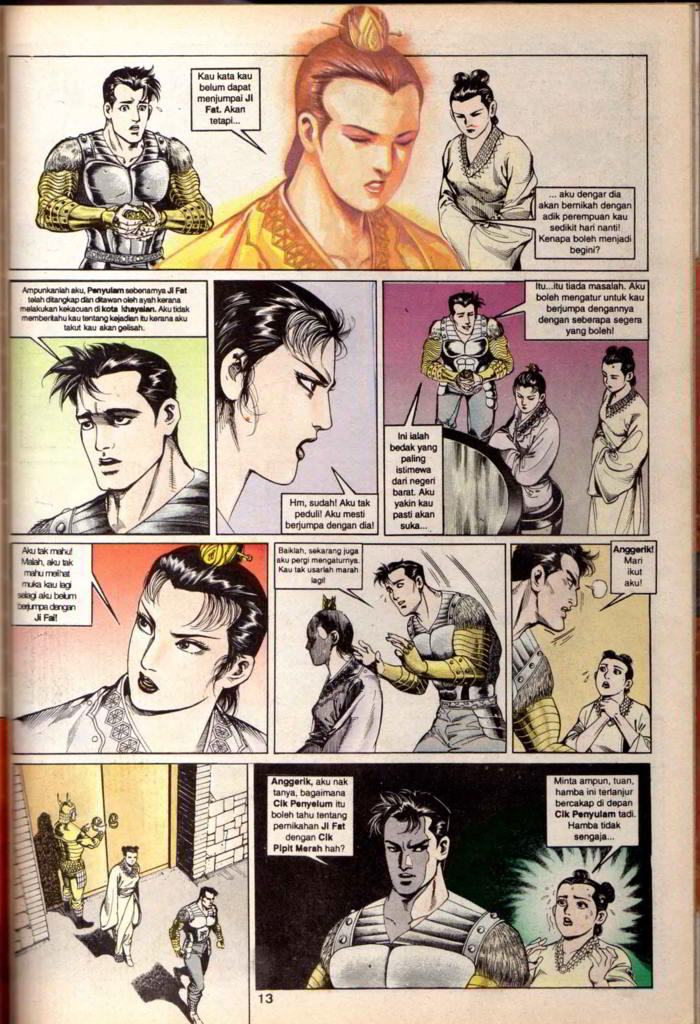 Kau kata kau
belum dapat
menjumpai JI
Fat. Akan
tetapi...
... aku dengar dia
akan bernikah dengan
adik perempuan kau
sedikit hari nanti!
Kenapa boleh menjadi
begini?
Ampunkanlah aku, Penyulam sebenarnya Ji Fat
telah ditangkap dan ditawan oleh ayah kerana
melakukan kekacuan di kota khayalan. Aku tidak
memberitahu kau tentang kejadian itu kerana aku
takut kau akan gelisah.
Hm, sudah! Aku tak
peduli! Aku mesti
berjumpa dengan dia!
Itu...itu tiada masalah. Aku
boleh mengatur untuk kau
berjumpa dengannya
dengan seberapa segera
yang boleh!
Ini ialah
bedak yang
paling
istimewa
dari negeri
barat. Aku
yakin kau
pasti akan
suka...
Aku tak mahu!
Malah, aku tak
mahu melihat
muka kau lagi
selagi aku belum
berjumpa dengan
Ji Fat!
Baiklah, sekarang juga
aku pergi mengaturnya.
Kau tak usarlah marah
lagi!
Anggerik!
Mari
ikut
aku!
Anggerik, aku nak
tanya, bagaimana
Cik Penyelum itu
boleh tahu tentang
pernikahan Ji Fat
dengan Cik
Pipit Merah hah?
Minta ampun, tuan,
hamba ini terlanjur
bercakap di depan
Cik Penyulam tadi.
Hamba tidak
sengaja...
13